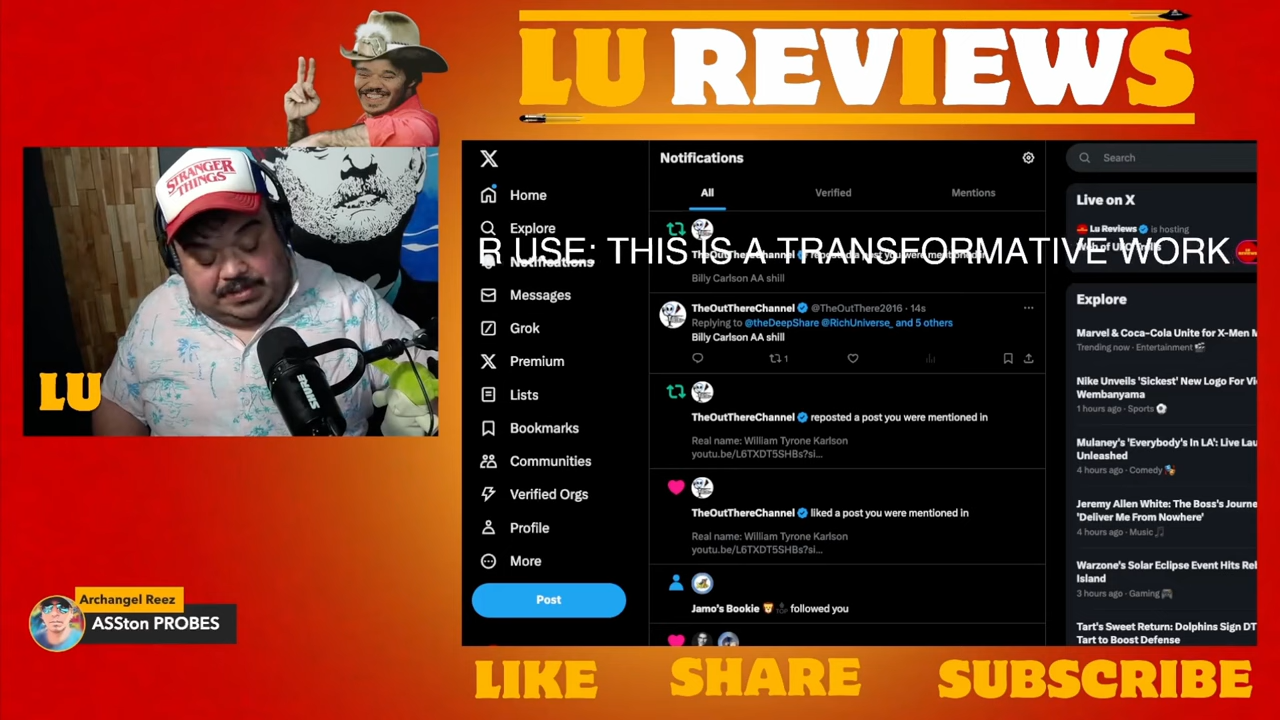 LU REVIEWS
STRANGER
THINGS
LU
SHURE
Archangel Reez
ASSton PROBES
R USE: THIS IS A TRANSFORMATIVE WORK
Home
Explore
Notifications
Messages
Grok
Premium
Lists
Bookmarks
Communities
Verified Orgs
Profile
More
Post
Notifications
All Verified Mentions
TheOutThereChannel reposted a post you were mentioned in
Billy Carlson AA shill
TheOutThereChannel @TheOutThere2016 · 14s
Replying to @theDeepShare @RichUniverse_ and 5 others
Billy Carlson AA shill
1
TheOutThereChannel reposted a post you were mentioned in
Real name: William Tyrone Karlson
youtu.be/L6TXDT5SHBs?si...
TheOutThereChannel liked a post you were mentioned in
Real name: William Tyrone Karlson
youtu.be/L6TXDT5SHBs?si...
Jamo's Bookie followed you
Search
Live on X
Lu Reviews is hosting
Explore
Marvel & Coca-Cola Unite for X-Men M
Trending now · Entertainment
Nike Unveils 'Sickest' New Logo For Vi
Wembanyama
1 hours ago · Sports
Mulaney's 'Everybody's In LA': Live Lau
Unleashed
4 hours ago · Comedy
Jeremy Allen White: The Boss's Journe
'Deliver Me From Nowhere'
4 hours ago · Music
Warzone's Solar Eclipse Event Hits Rel
Island
3 hours ago · Gaming
Tart's Sweet Return: Dolphins Sign DT
Tart to Boost Defense
LIKE SHARE SUBSCRIBE